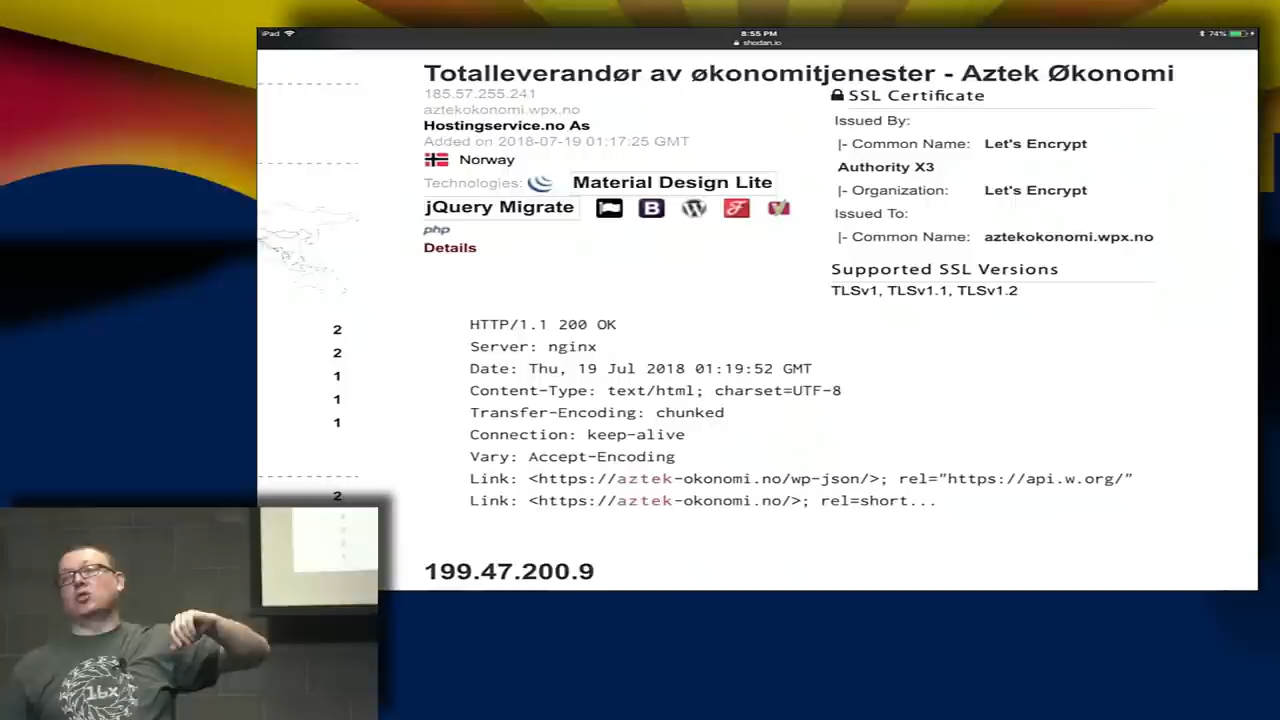 iPad
8:55 PM
74%
shodan.io
Totalleverandør av økonomitjenester - Aztek Økonomi
185.57.255.241
aztekokonomi.wpx.no
Hostingservice.no As
Added on 2018-07-19 01:17:25 GMT
Norway
Technologies:
Material Design Lite
jQuery Migrate
B
php
Details
SSL Certificate
Issued By:
|- Common Name: Let's Encrypt
Authority X3
|- Organization: Let's Encrypt
Issued To:
|- Common Name: aztekokonomi.wpx.no
Supported SSL Versions
TLSv1, TLSv1.1, TLSv1.2
2
2
1
1
1
2
HTTP/1.1 200 OK
Server: nginx
Date: Thu, 19 Jul 2018 01:19:52 GMT
Content-Type: text/html; charset=UTF-8
Transfer-Encoding: chunked
Connection: keep-alive
Vary: Accept-Encoding
Link: <https://aztek-okonomi.no/wp-json/>; rel="https://api.w.org/"
Link: <https://aztek-okonomi.no/>; rel=short...
199.47.200.9